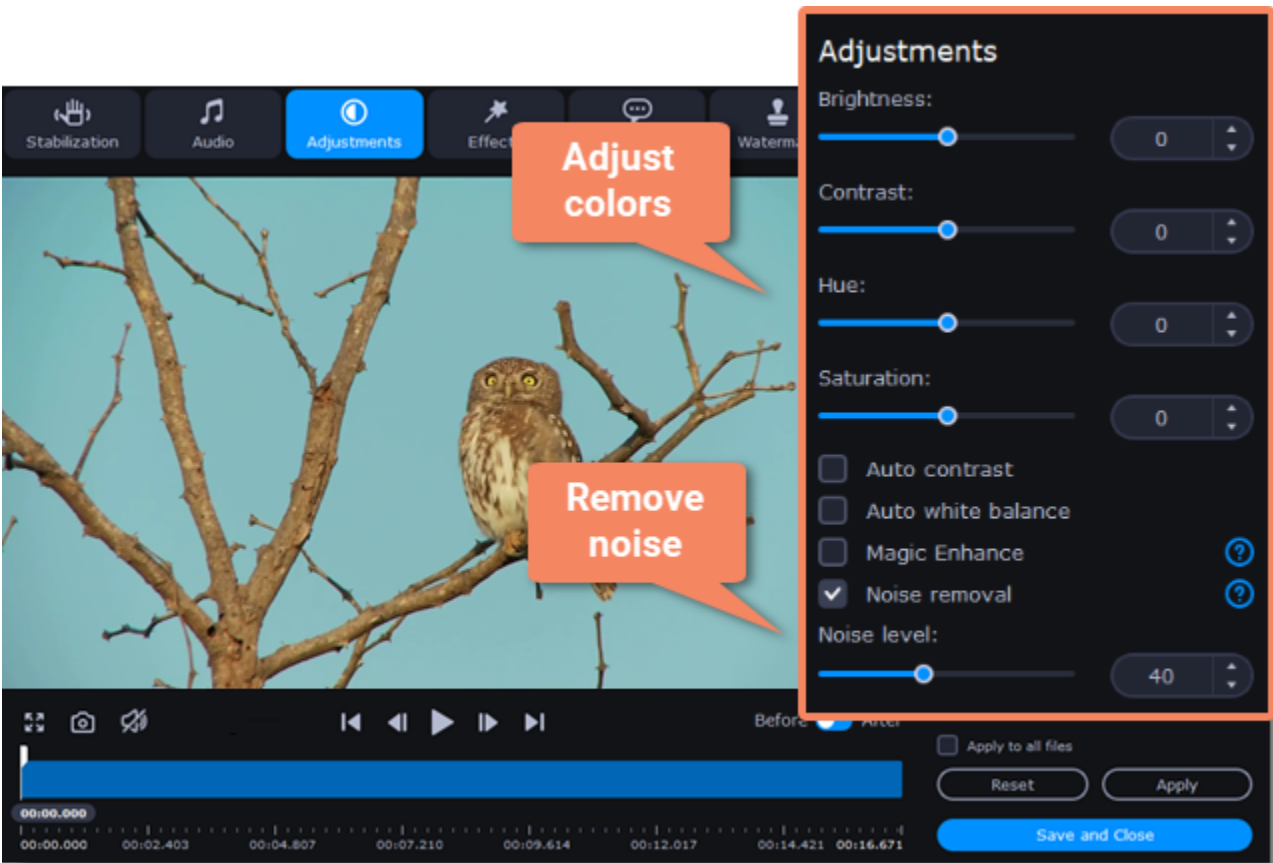 Adjustments
Brightness:
0
Contrast:
0
Hue:
0
Saturation:
0
Auto contrast
Auto white balance
Magic Enhance
?
Noise removal
?
Noise level:
40
Stabilization
Audio
Adjustments
Adjust
colors
Remove
noise
Before
After
Apply to all files
Reset
Apply
Save and Close
00:00.000
00:00.000
00:02.403
00:04.807
00:07.210
00:09.614
00:12.017
00:14.421
00:16.671